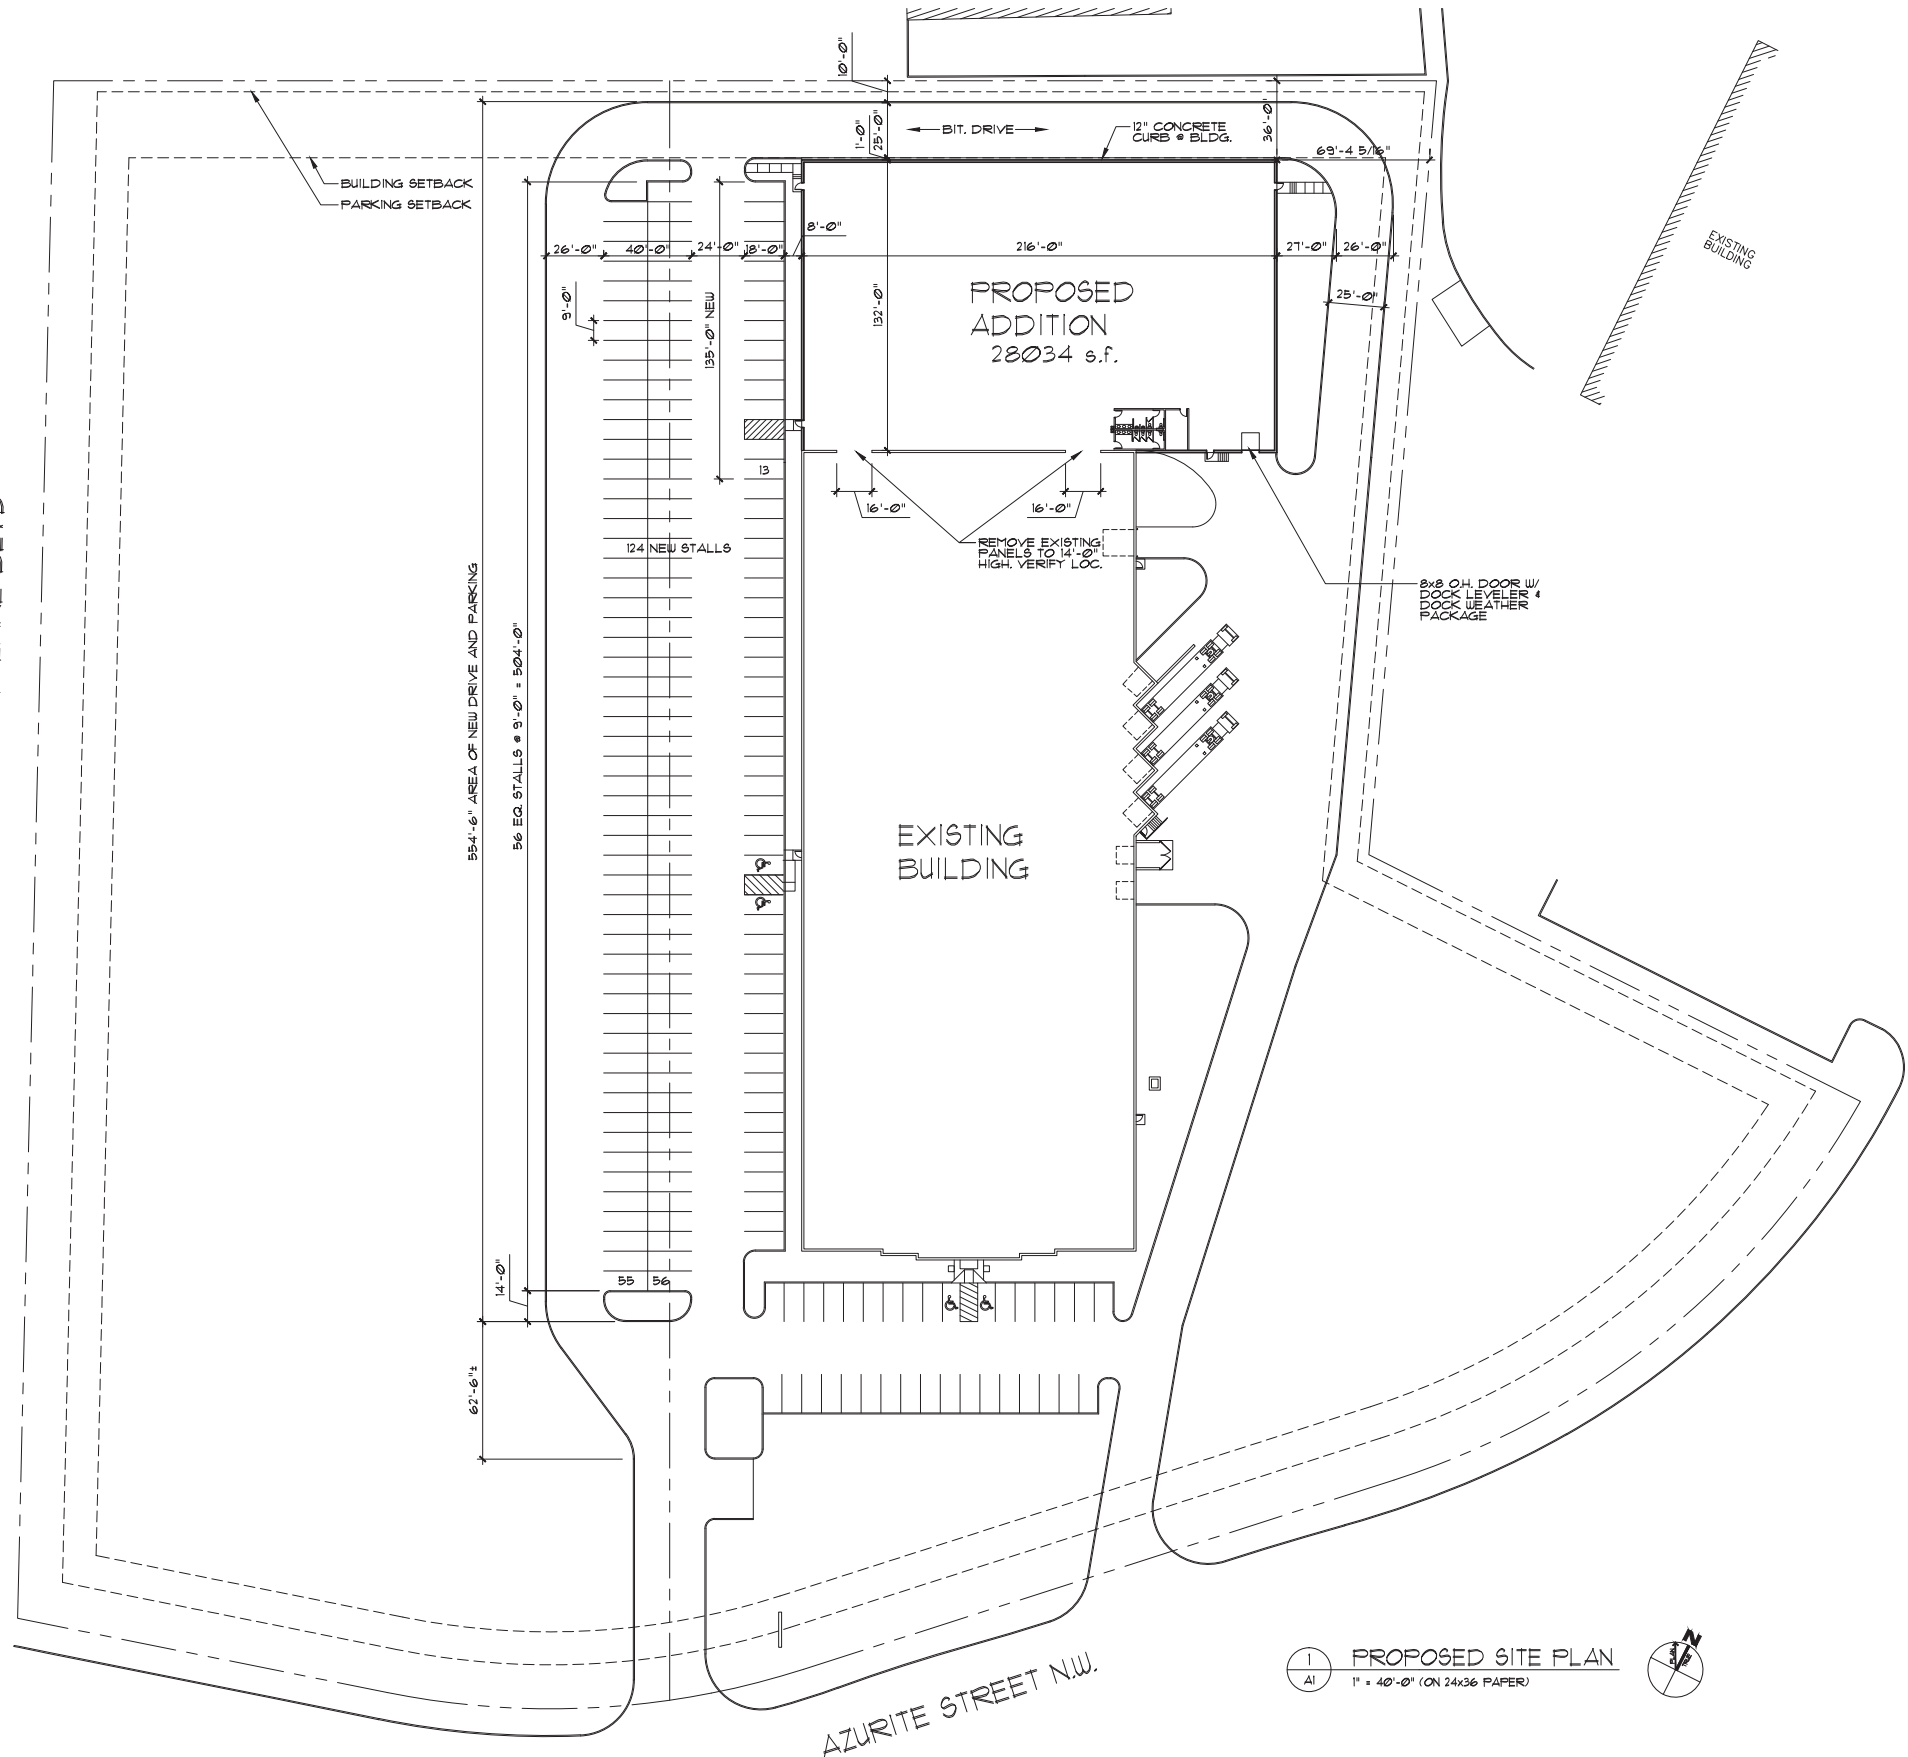 10'-0"
1'-0"
25'-0"
BIT. DRIVE
12" CONCRETE
CURB @ BLDG.
36'-0"
69'-4 5/16"
BUILDING SETBACK
PARKING SETBACK
EXISTING
BUILDING
26'-0"
40'-0"
24'-0"
18'-0"
8'-0"
216'-0"
27'-0"
26'-0"
25'-0"
9'-0"
135'-0" NEW
132'-0"
PROPOSED
ADDITION
28034 s.f.
13
16'-0"
16'-0"
124 NEW STALLS
REMOVE EXISTING
PANELS TO 14'-0"
HIGH. VERIFY LOC.
8x8 O.H. DOOR W/
DOCK LEVELER &
DOCK WEATHER
PACKAGE
554'-6" AREA OF NEW DRIVE AND PARKING
56 EQ. STALLS @ 9'-0" = 504'-0"
EXISTING
BUILDING
55
56
14'-0"
62'-6"±
AZURITE STREET N.W.
1
A1
PROPOSED SITE PLAN
1" = 40'-0" (ON 24x36 PAPER)
N
PLAN
TRUE